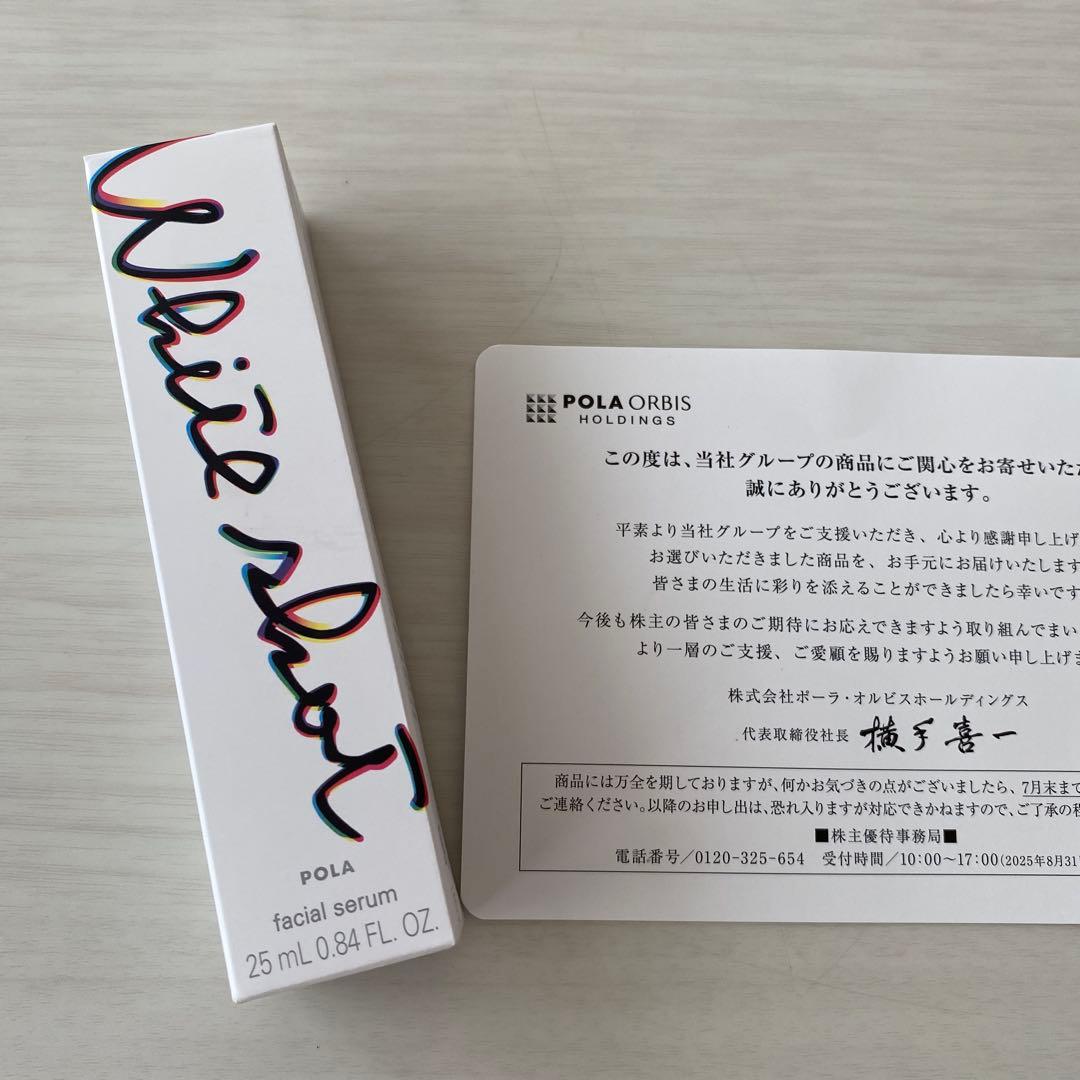 White Shot
POLA
facial serum
25 mL 0.84 FL. OZ.
POLA ORBIS
HOLDINGS
この度は、当社グループの商品にご関心をお寄せいただ
誠にありがとうございます。
平素より当社グループをご支援いただき、心より感謝申し上げ
お選びいただきました商品を、お手元にお届けいたします
皆さまの生活に彩りを添えることができましたら幸いです
今後も株主の皆さまのご期待にお応えできますよう取り組んでまい
より一層のご支援、ご愛顧を賜りますようお願い申し上げま
株式会社ポーラ・オルビスホールディングス
代表取締役社長 横手喜一
商品には万全を期しておりますが、何かお気づきの点がございましたら、7月末まで
ご連絡ください。以降のお申し出は、恐れ入りますが対応できかねますので、ご了承の程
■株主優待事務局■
電話番号／0120-325-654 受付時間／10:00～17:00(2025年8月31